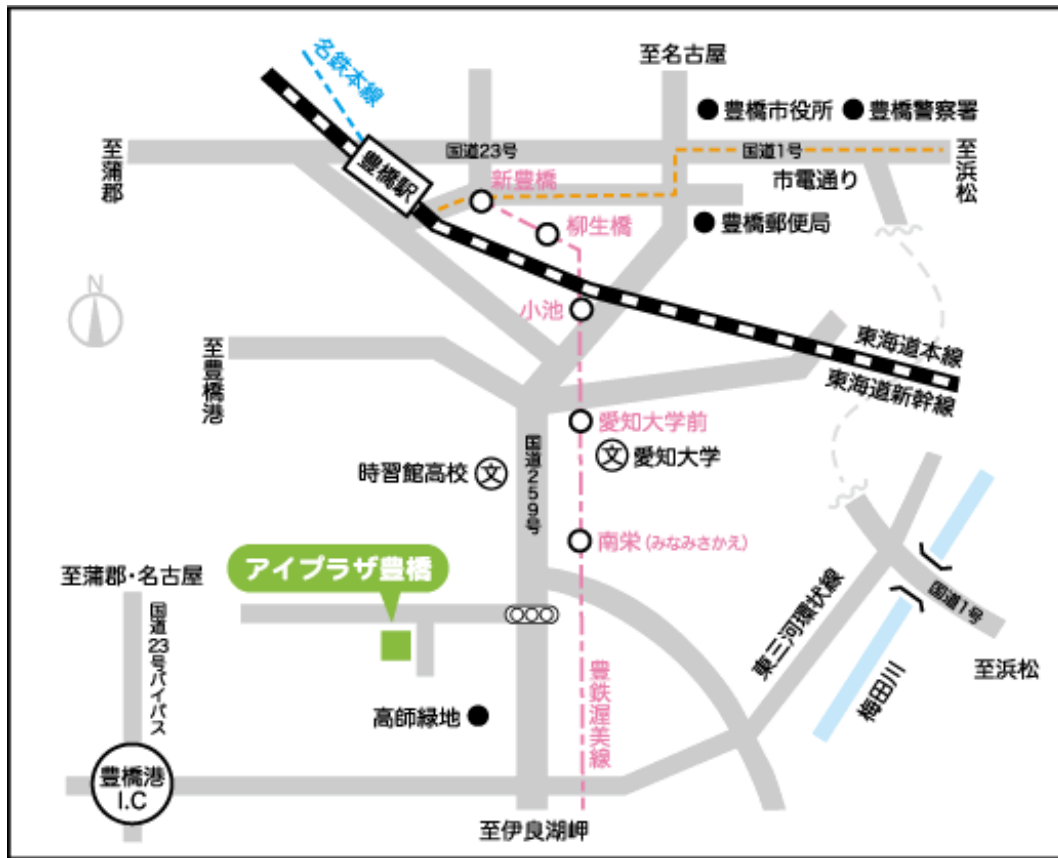 名鉄本線
至名古屋
豊橋市役所
豊橋警察署
至蒲郡
豊橋駅
国道23号
国道1号
至浜松
新豊橋
市電通り
柳生橋
豊橋郵便局
N
小池
至豊橋港
東海道本線
東海道新幹線
愛知大学前
国道259号
文 愛知大学
時習館高校 文
南栄(みなみさかえ)
アイプラザ豊橋
至蒲郡・名古屋
国道23号バイパス
東三河環状線
国道1号
至浜松
梅田川
豊鉄渥美線
高師緑地
豊橋港
I.C
至伊良湖岬